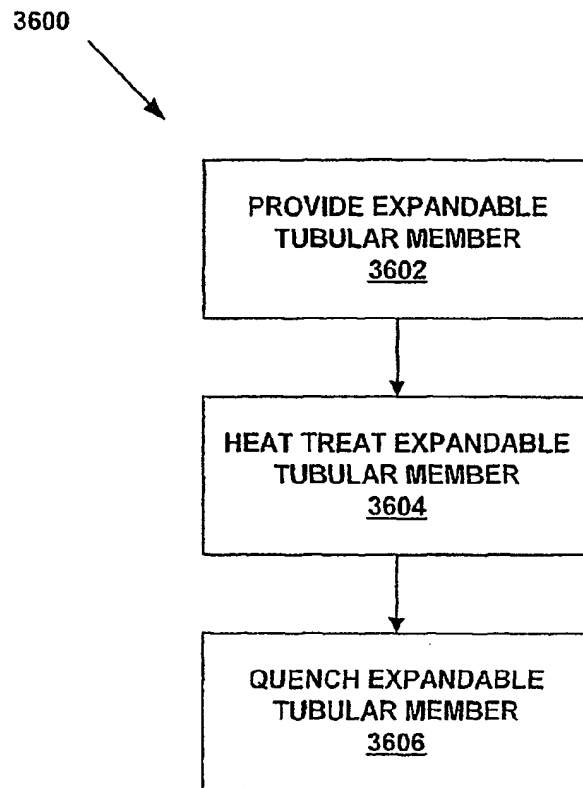 3600
PROVIDE EXPANDABLE
TUBULAR MEMBER
3602
HEAT TREAT EXPANDABLE
TUBULAR MEMBER
3604
QUENCH EXPANDABLE
TUBULAR MEMBER
3606